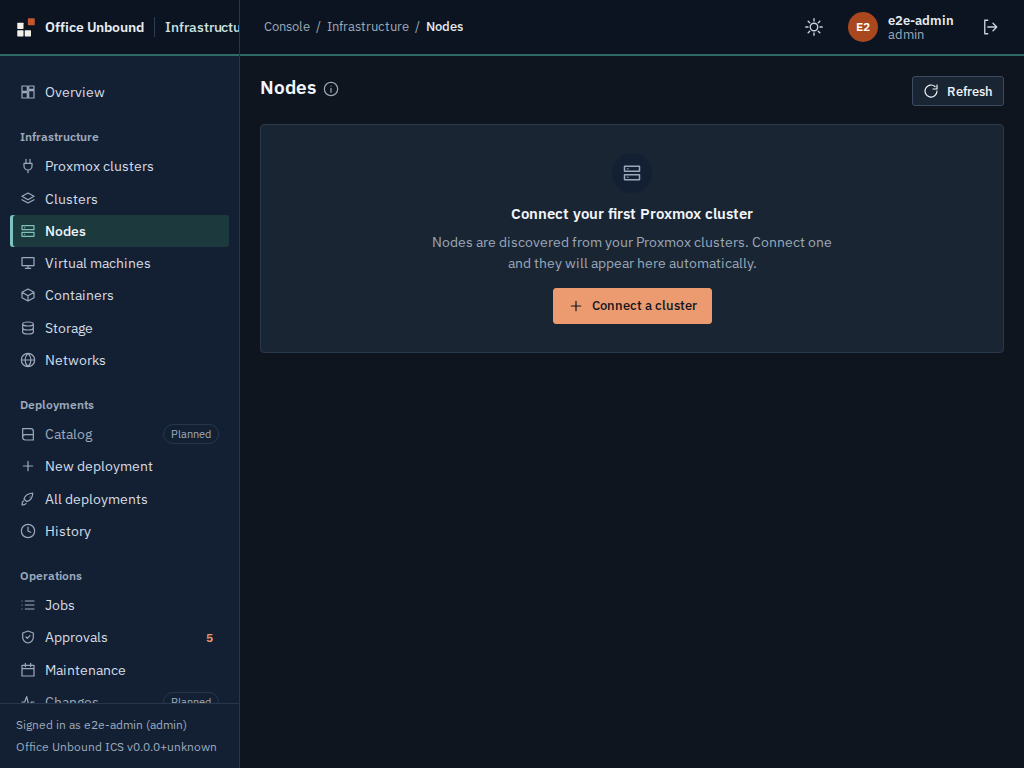 Office Unbound
Infrastructu
Console / Infrastructure / Nodes
E2
e2e-admin
admin
Overview
Infrastructure
Proxmox clusters
Clusters
Nodes
Virtual machines
Containers
Storage
Networks
Deployments
Catalog Planned
New deployment
All deployments
History
Operations
Jobs
Approvals 5
Maintenance
Changes Planned
Signed in as e2e-admin (admin)
Office Unbound ICS v0.0.0+unknown
Nodes
Refresh
Connect your first Proxmox cluster
Nodes are discovered from your Proxmox clusters. Connect one
and they will appear here automatically.
Connect a cluster